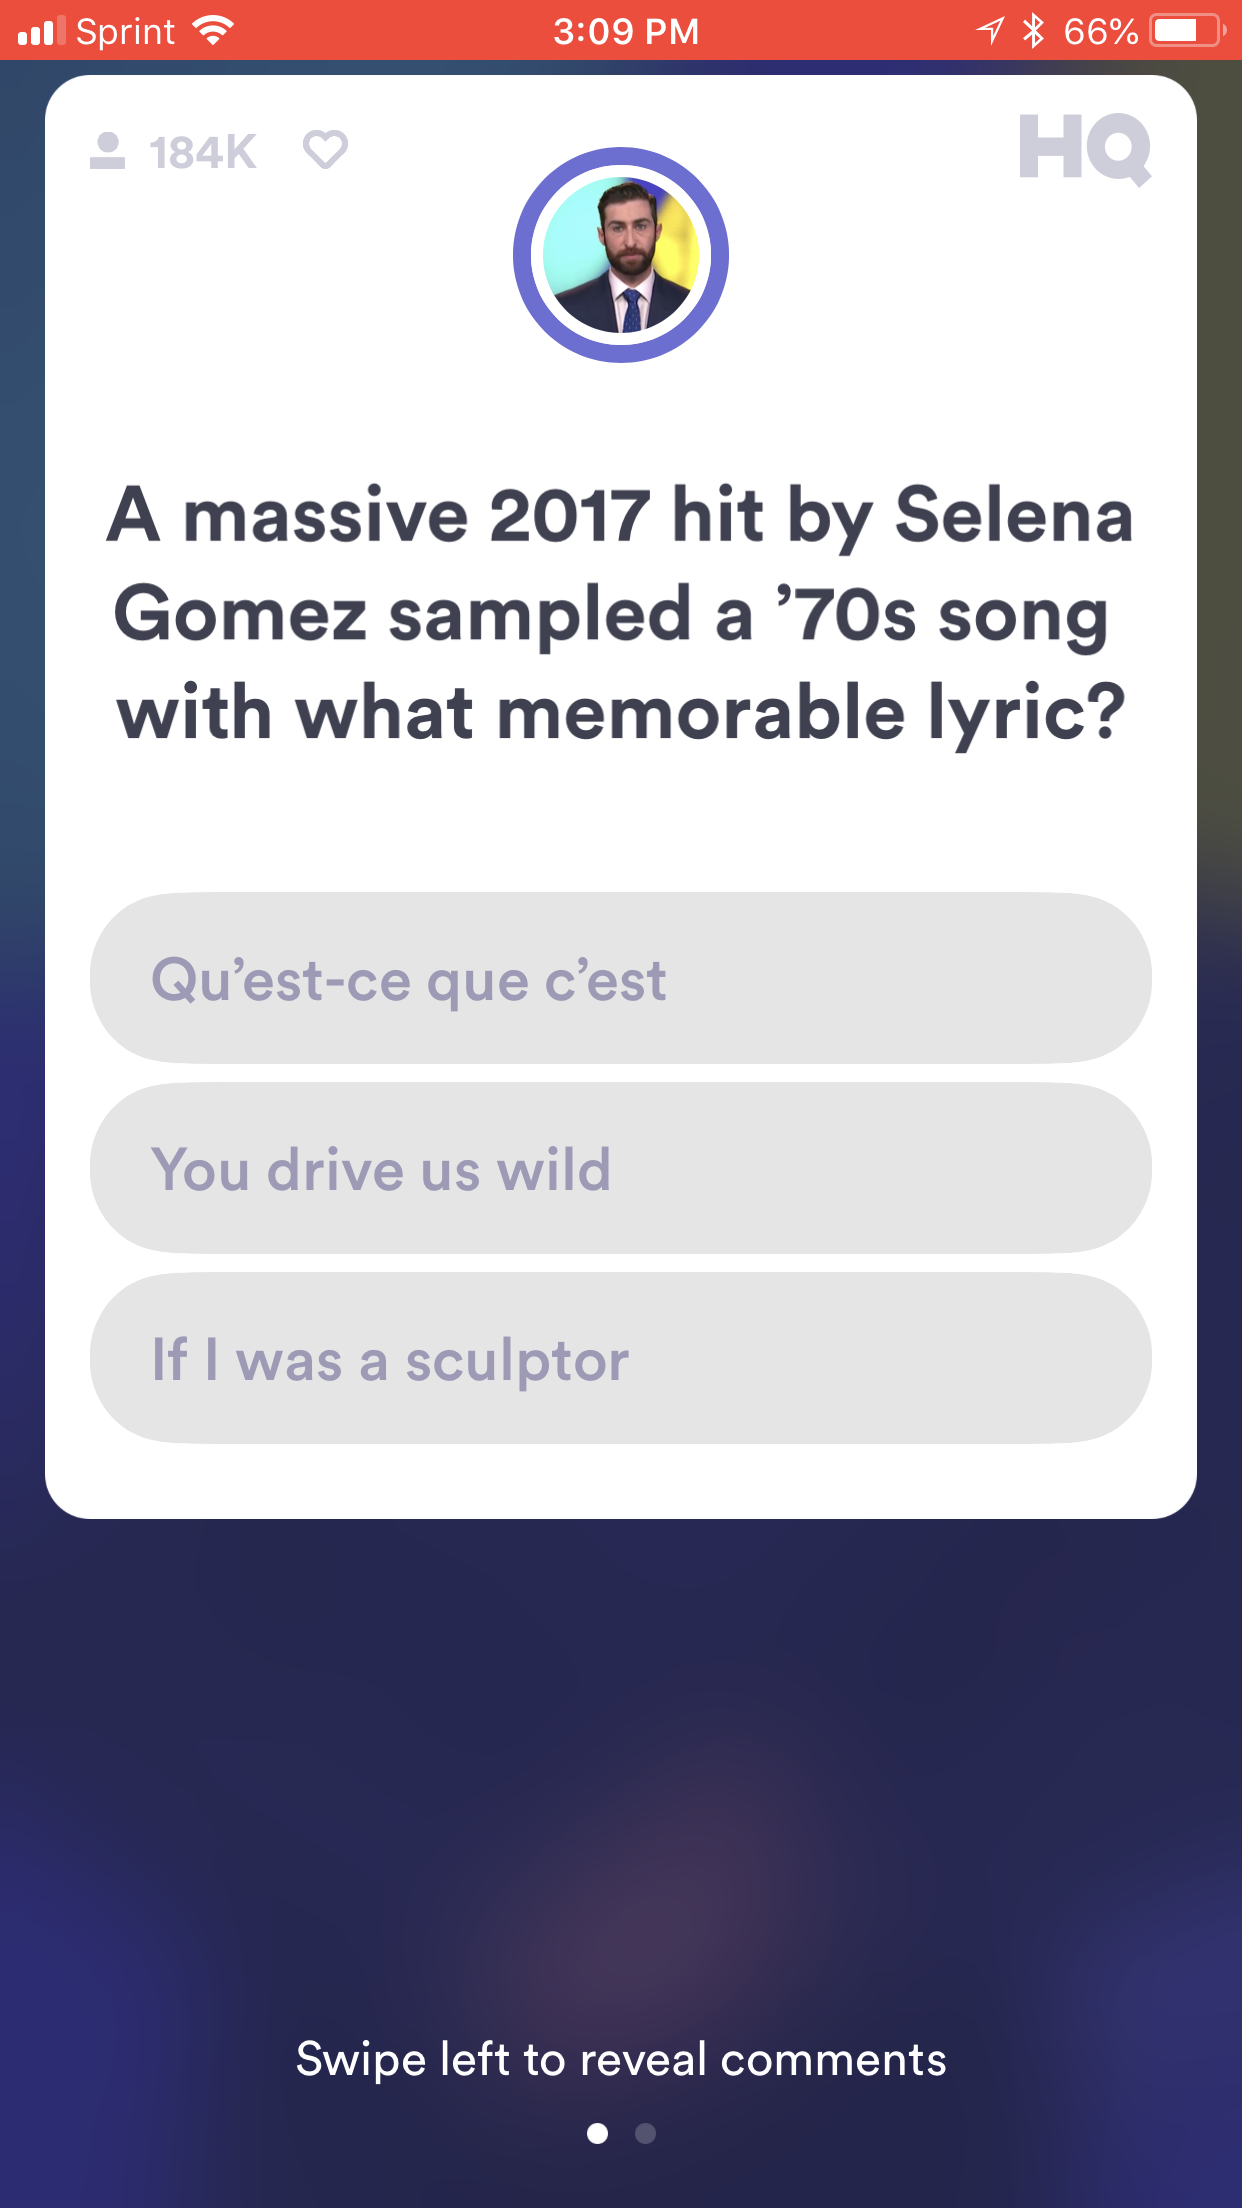 Sprint 3:09 PM 66%
184K HQ
A massive 2017 hit by Selena
Gomez sampled a ’70s song
with what memorable lyric?
Qu’est-ce que c’est
You drive us wild
If I was a sculptor
Swipe left to reveal comments